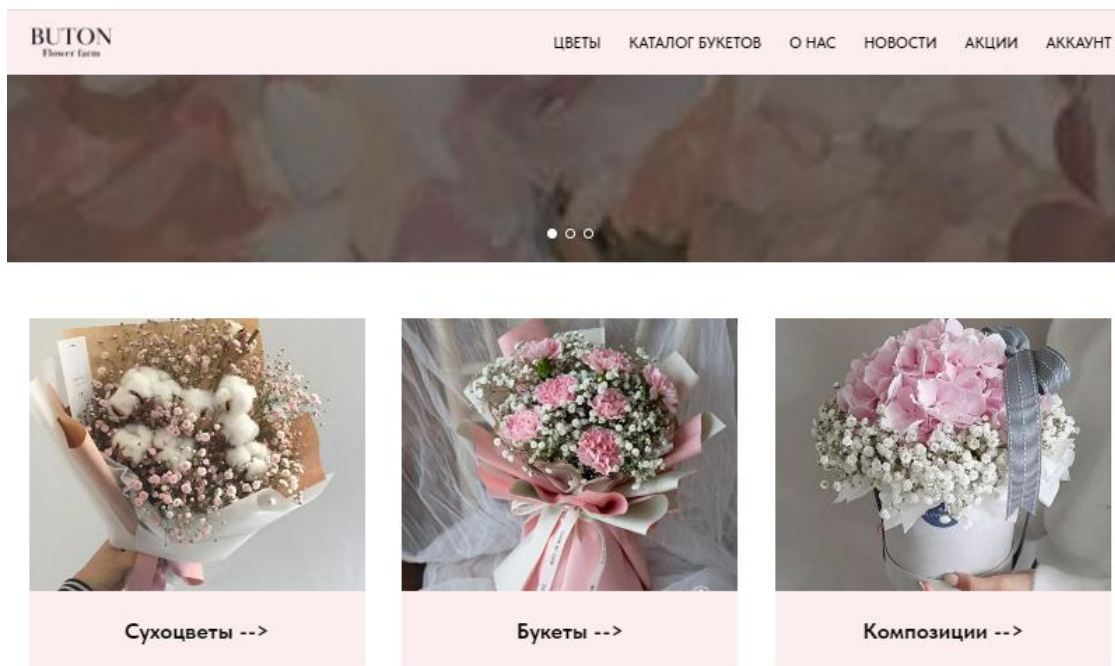 BUTON
Flower farm
ЦВЕТЫ КАТАЛОГ БУКЕТОВ О НАС НОВОСТИ АКЦИИ АККАУНТ
Сухоцветы -->
Букеты -->
Композиции -->